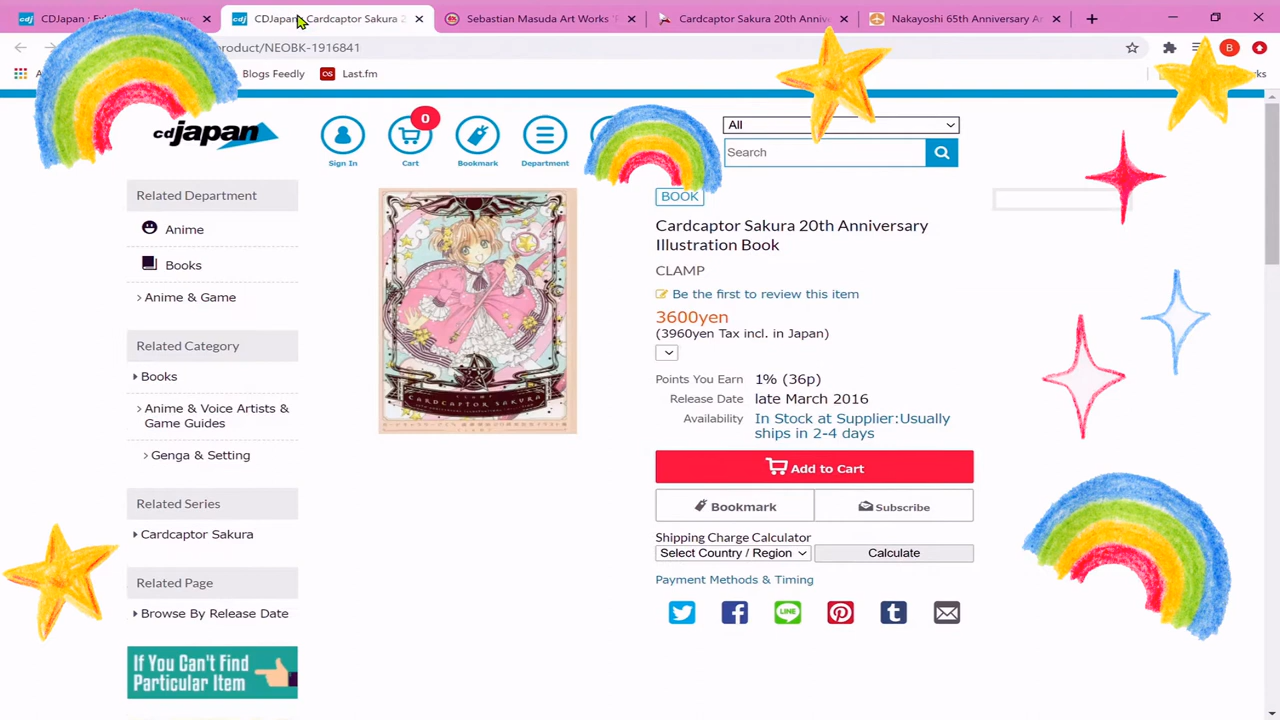 CDJapan : Ex
CDJapan : Cardcaptor Sakura 2
Sebastian Masuda Art Works "
Cardcaptor Sakura 20th Anniv
Nakayoshi 65th Anniversary Ar
product/NEOBK-1916841
B
Blogs Feedly
Last.fm
cdjapan
0
Sign In
Cart
Bookmark
Department
All
Search
Related Department
Anime
Books
Anime & Game
Related Category
Books
Anime & Voice Artists &
Game Guides
Genga & Setting
Related Series
Cardcaptor Sakura
Related Page
Browse By Release Date
If You Can't Find
Particular Item
CARDCAPTOR SAKURA
BOOK
Cardcaptor Sakura 20th Anniversary
Illustration Book
CLAMP
Be the first to review this item
3600yen
(3960yen Tax incl. in Japan)
Points You Earn 1% (36p)
Release Date late March 2016
Availability In Stock at Supplier:Usually
ships in 2-4 days
Add to Cart
Bookmark
Subscribe
Shipping Charge Calculator
Select Country / Region
Calculate
Payment Methods & Timing
LINE